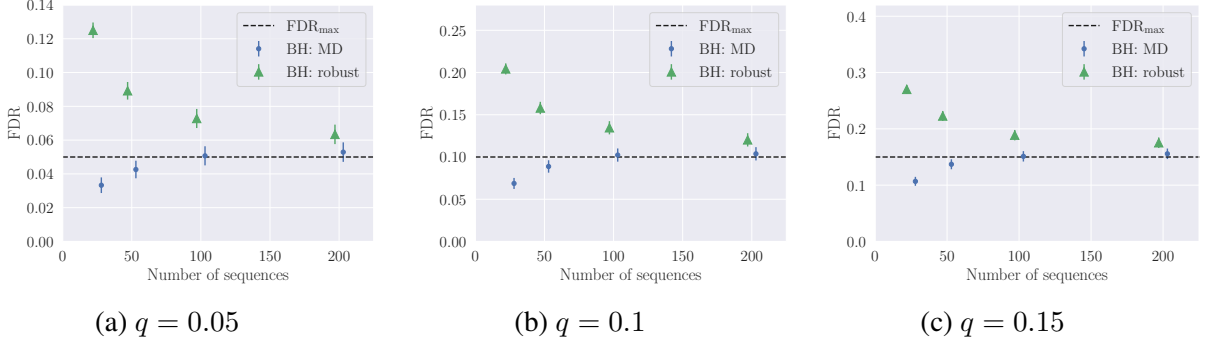 0.14
0.12
0.10
0.08
0.06
0.04
0.02
0.00
FDR
0
50
100
150
200
Number of sequences
FDRmax
BH: MD
BH: robust
(a) q = 0.05
0.25
0.20
0.15
0.10
0.05
0.00
FDR
0
50
100
150
200
Number of sequences
FDRmax
BH: MD
BH: robust
(b) q = 0.1
0.4
0.3
0.2
0.1
0.0
FDR
0
50
100
150
200
Number of sequences
FDRmax
BH: MD
BH: robust
(c) q = 0.15